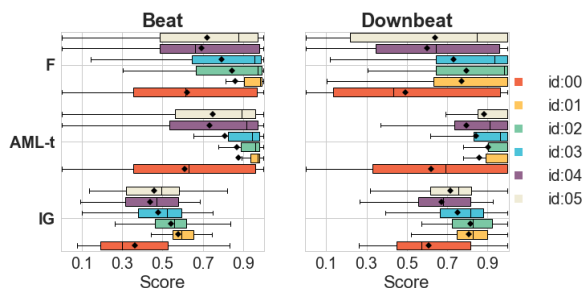 Beat
Downbeat
F
AML-t
IG
0.1 0.3 0.5 0.7 0.9
Score
0.1 0.3 0.5 0.7 0.9
Score
id:00
id:01
id:02
id:03
id:04
id:05